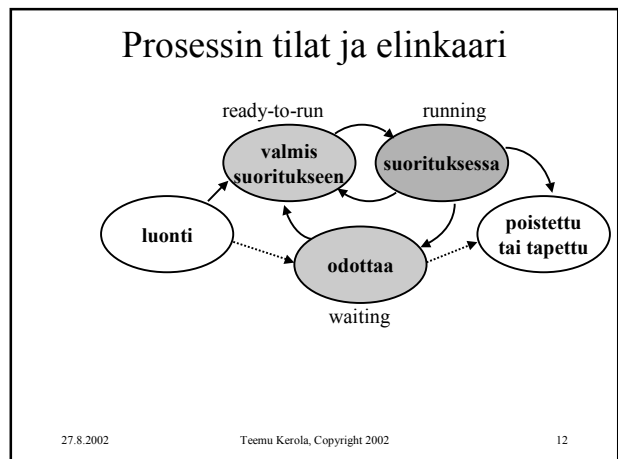 Prosessin tilat ja elinkaari
ready-to-run
running
valmis
suoritukseen
suorituksessa
luonti
poistettu
tai tapettu
odottaa
waiting
27.8.2002
Teemu Kerola, Copyright 2002
12